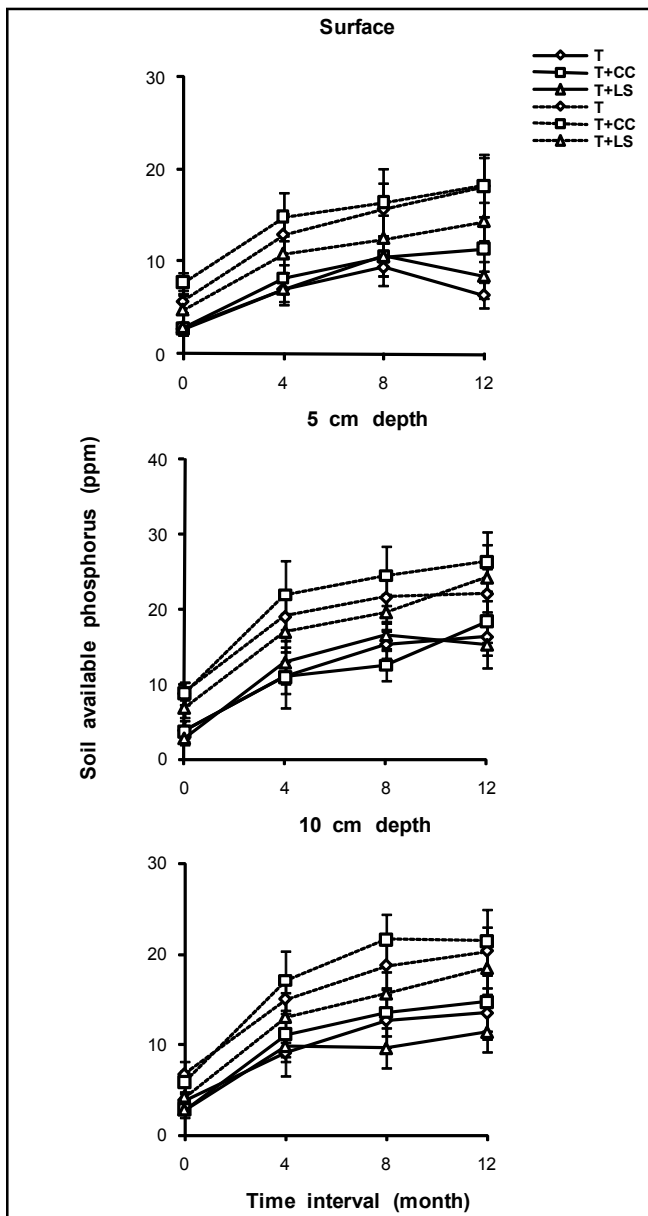 Surface
T
T+CC
T+LS
T
T+CC
T+LS
30
20
10
0
0 4 8 12
5 cm depth
Soil available phosphorus (ppm)
40
30
20
10
0
0 4 8 12
10 cm depth
30
20
10
0
0 4 8 12
Time interval (month)